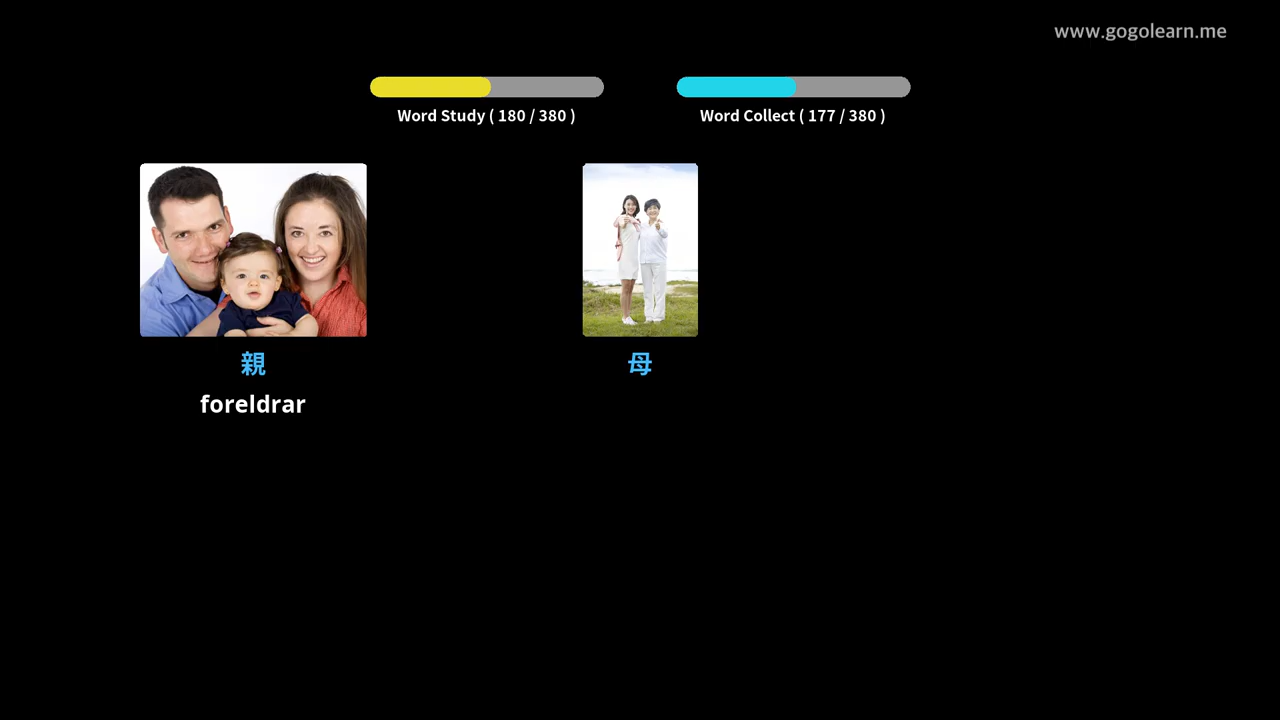 www.gogolearn.me
Word Study ( 180 / 380 )
Word Collect ( 177 / 380 )
親
母
foreldrar